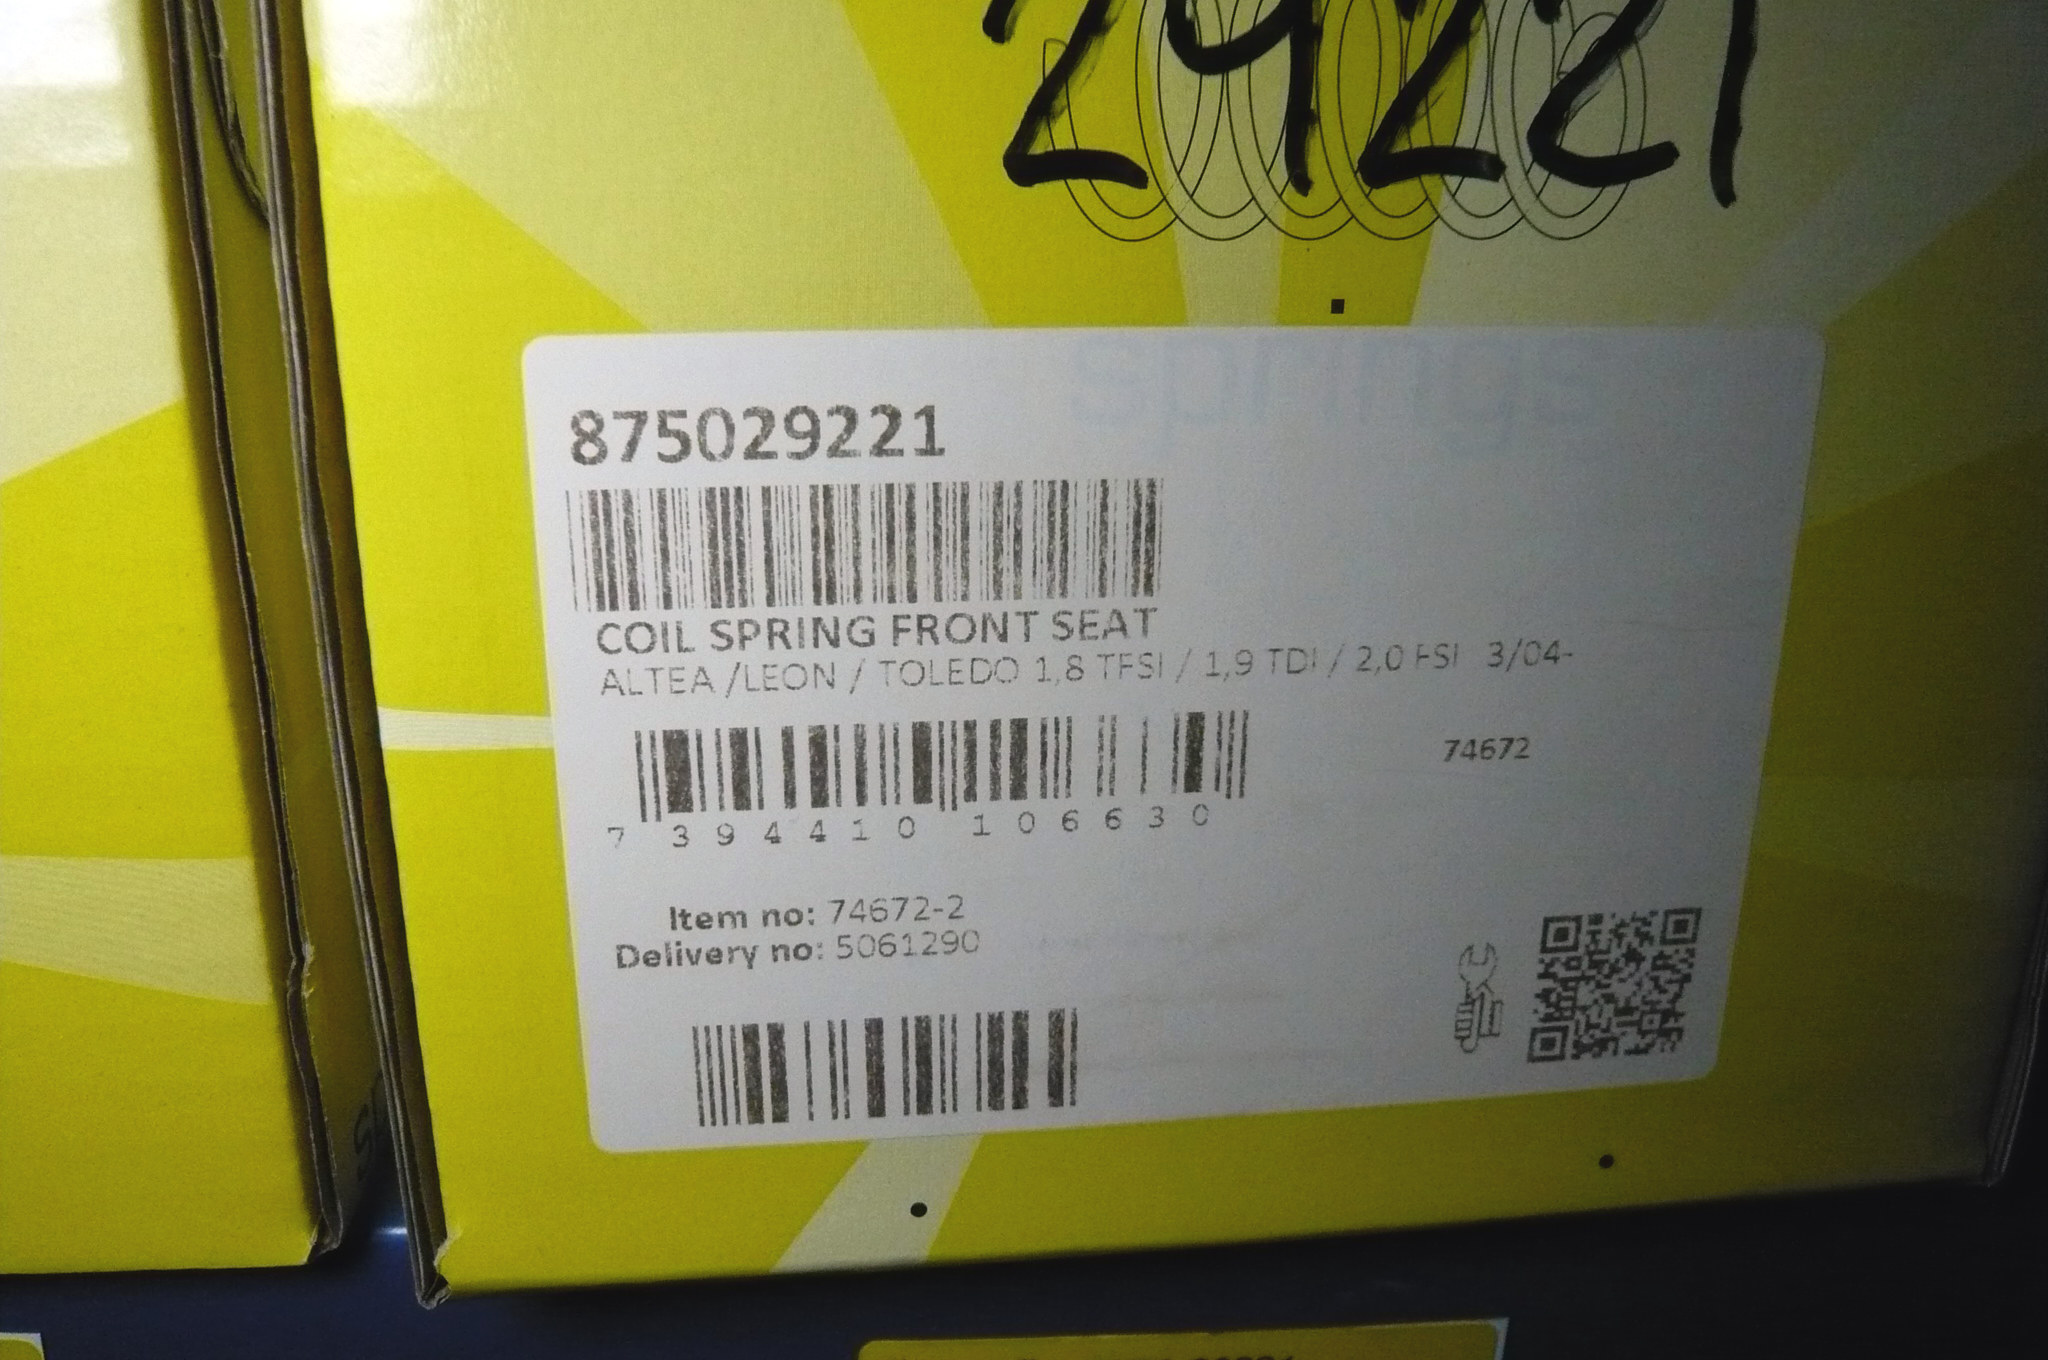 29221
875029221
COIL SPRING FRONT SEAT
ALTEA /LEON / TOLEDO 1,8 TFSI / 1,9 TDI / 2,0 FSI 3/04-
74672
7 394410 106630
Item no: 74672-2
Delivery no: 5061290